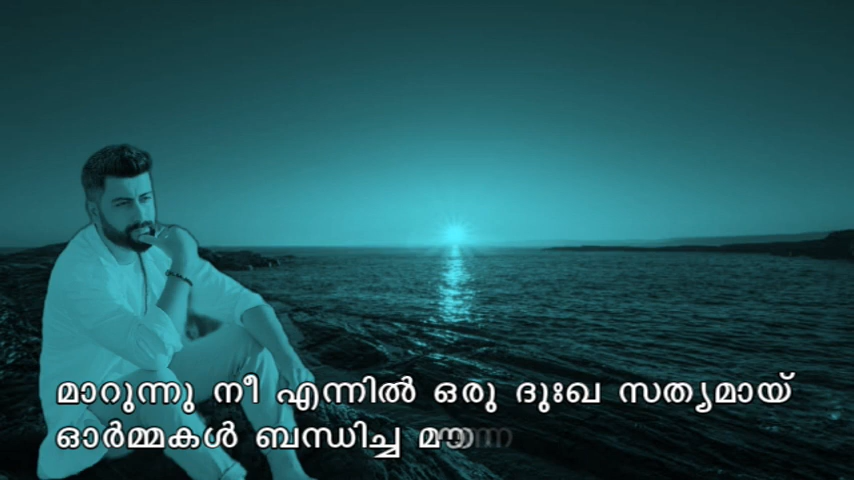 മാറുന്നു നീ എന്നിൽ ഒരു ദുഃഖ സത്യമായ്
ഓർമ്മകൾ ബന്ധിച്ച